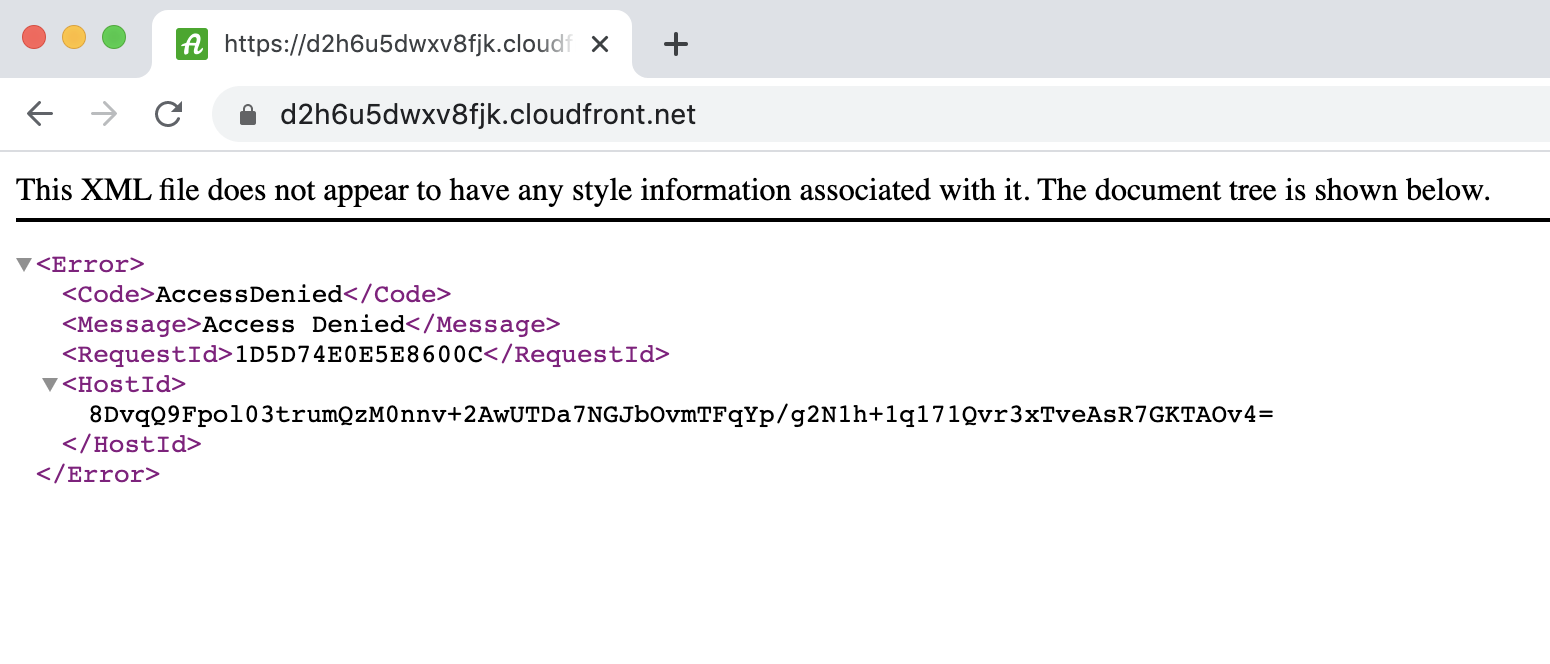 https://d2h6u5dwxv8fjk.cloudf
d2h6u5dwxv8fjk.cloudfront.net
This XML file does not appear to have any style information associated with it. The document tree is shown below.
<Error>
<Code>AccessDenied</Code>
<Message>Access Denied</Message>
<RequestId>1D5D74E0E5E8600C</RequestId>
<HostId>
8DvqQ9Fpol03trumQzM0nnv+2AwUTDa7NGJbOvmTFqYp/g2N1h+1q171Qvr3xTveAsR7GKTAOv4=
</HostId>
</Error>